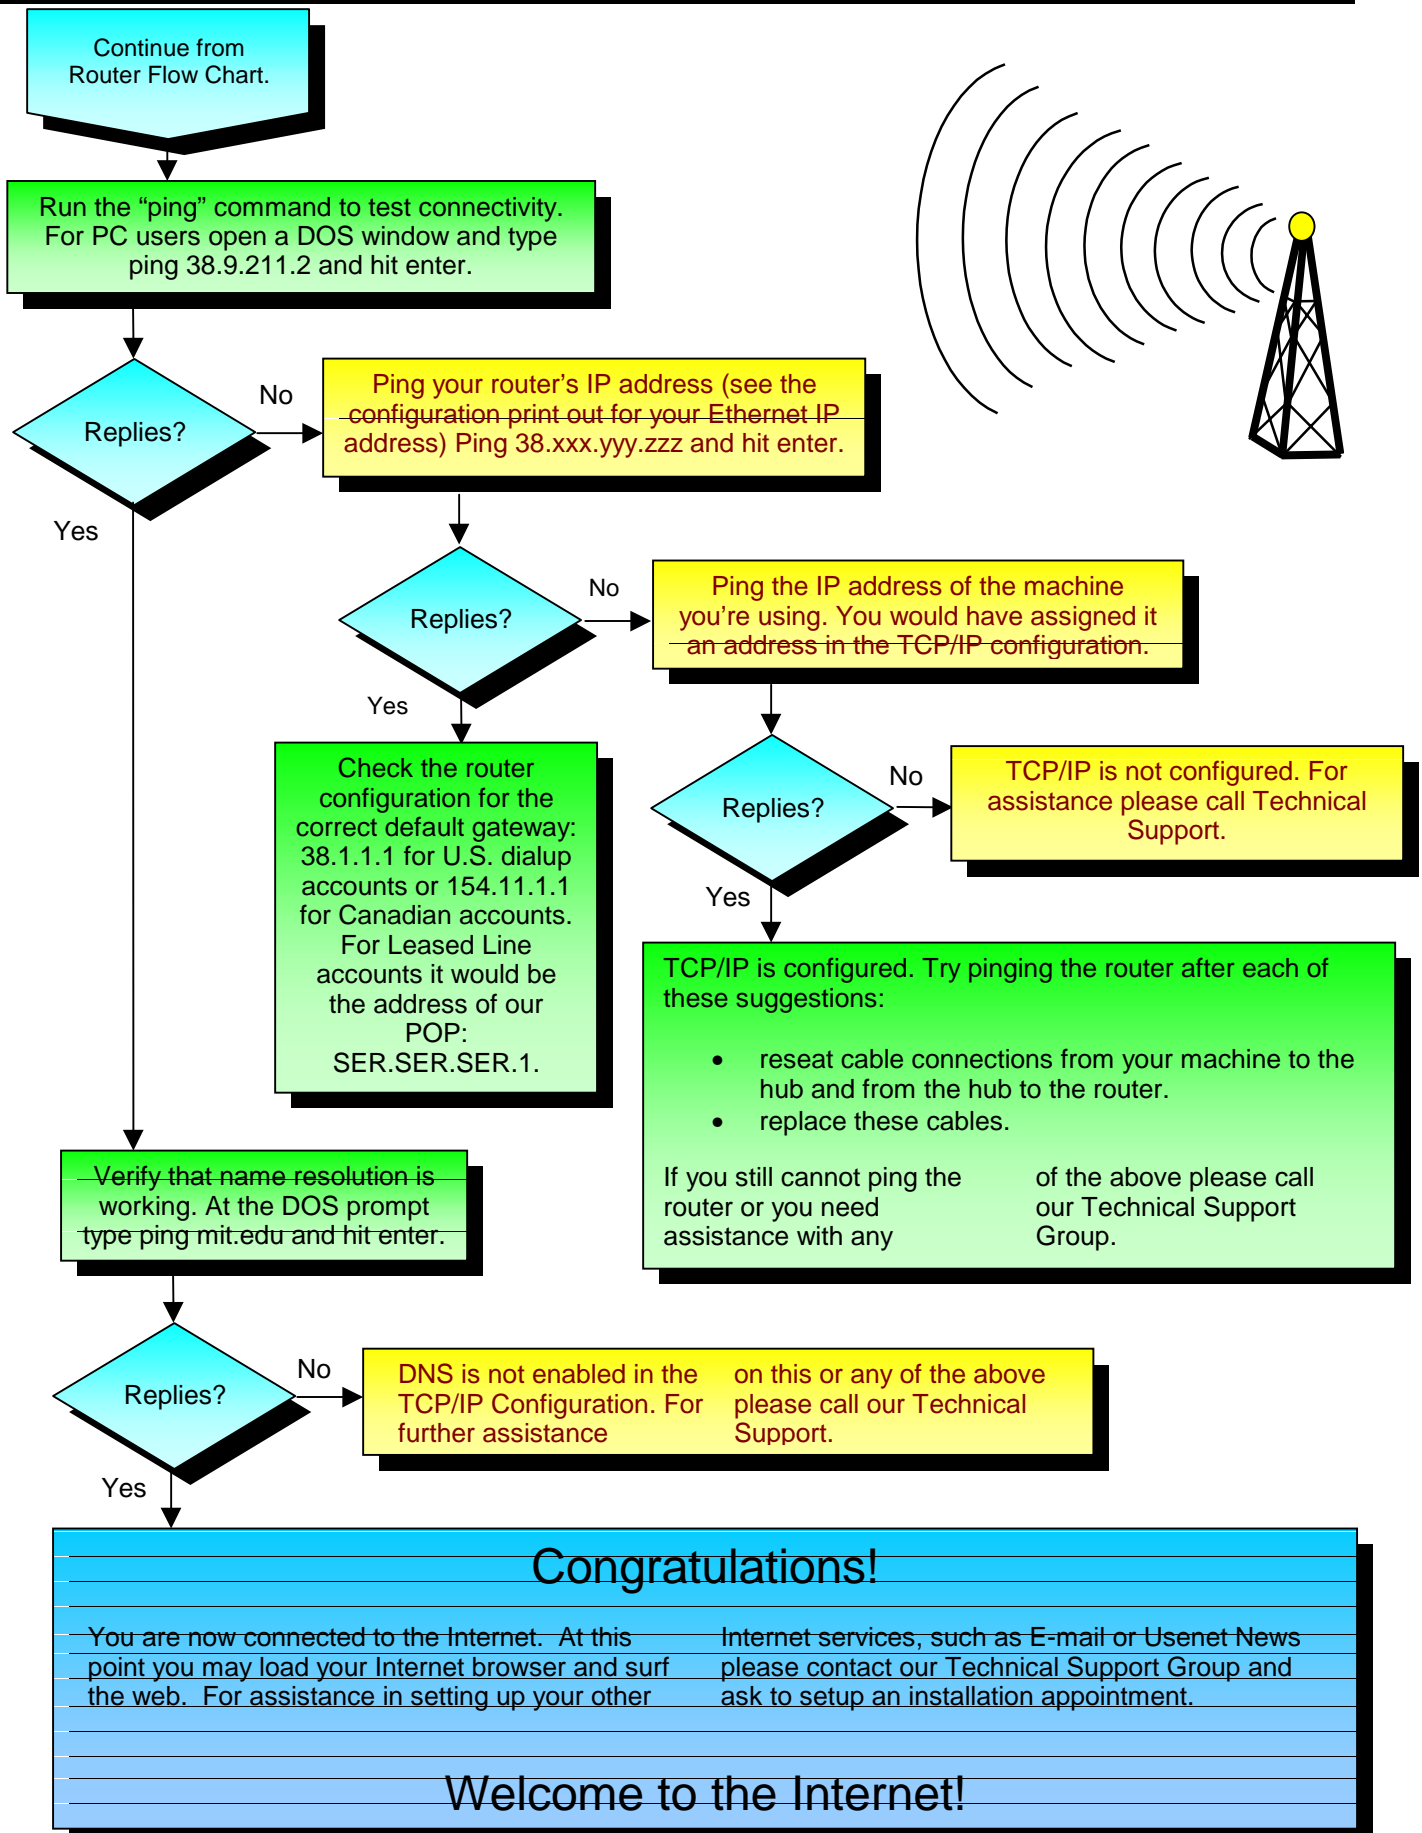 Continue from
Router Flow Chart.
Run the “ping” command to test connectivity.
For PC users open a DOS window and type
ping 38.9.211.2 and hit enter.
Replies?
No
Ping your router’s IP address (see the
configuration print out for your Ethernet IP
address) Ping 38.xxx.yyy.zzz and hit enter.
Yes
Replies?
No
Ping the IP address of the machine
you’re using. You would have assigned it
an address in the TCP/IP configuration.
Yes
Check the router
configuration for the
correct default gateway:
38.1.1.1 for U.S. dialup
accounts or 154.11.1.1
for Canadian accounts.
For Leased Line
accounts it would be
the address of our
POP:
SER.SER.SER.1.
Replies?
No
TCP/IP is not configured. For
assistance please call Technical
Support.
Yes
TCP/IP is configured. Try pinging the router after each of
these suggestions:
• reseat cable connections from your machine to the
hub and from the hub to the router.
• replace these cables.
If you still cannot ping the
router or you need
assistance with any
of the above please call
our Technical Support
Group.
Verify that name resolution is
working. At the DOS prompt
type ping mit.edu and hit enter.
Replies?
No
DNS is not enabled in the
TCP/IP Configuration. For
further assistance
on this or any of the above
please call our Technical
Support.
Yes
Congratulations!
You are now connected to the Internet.  At this
point you may load your Internet browser and surf
the web.  For assistance in setting up your other
Internet services, such as E-mail or Usenet News
please contact our Technical Support Group and
ask to setup an installation appointment.
Welcome to the Internet!